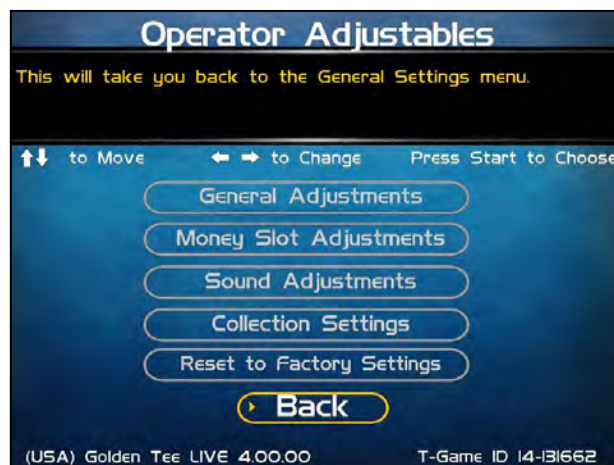 Operator Adjustables
This will take you back to the General Settings menu.
to Move to Change Press Start to Choose
General Adjustments
Money Slot Adjustments
Sound Adjustments
Collection Settings
Reset to Factory Settings
Back
(USA) Golden Tee LIVE 4.00.00 T-Game ID 14-131662